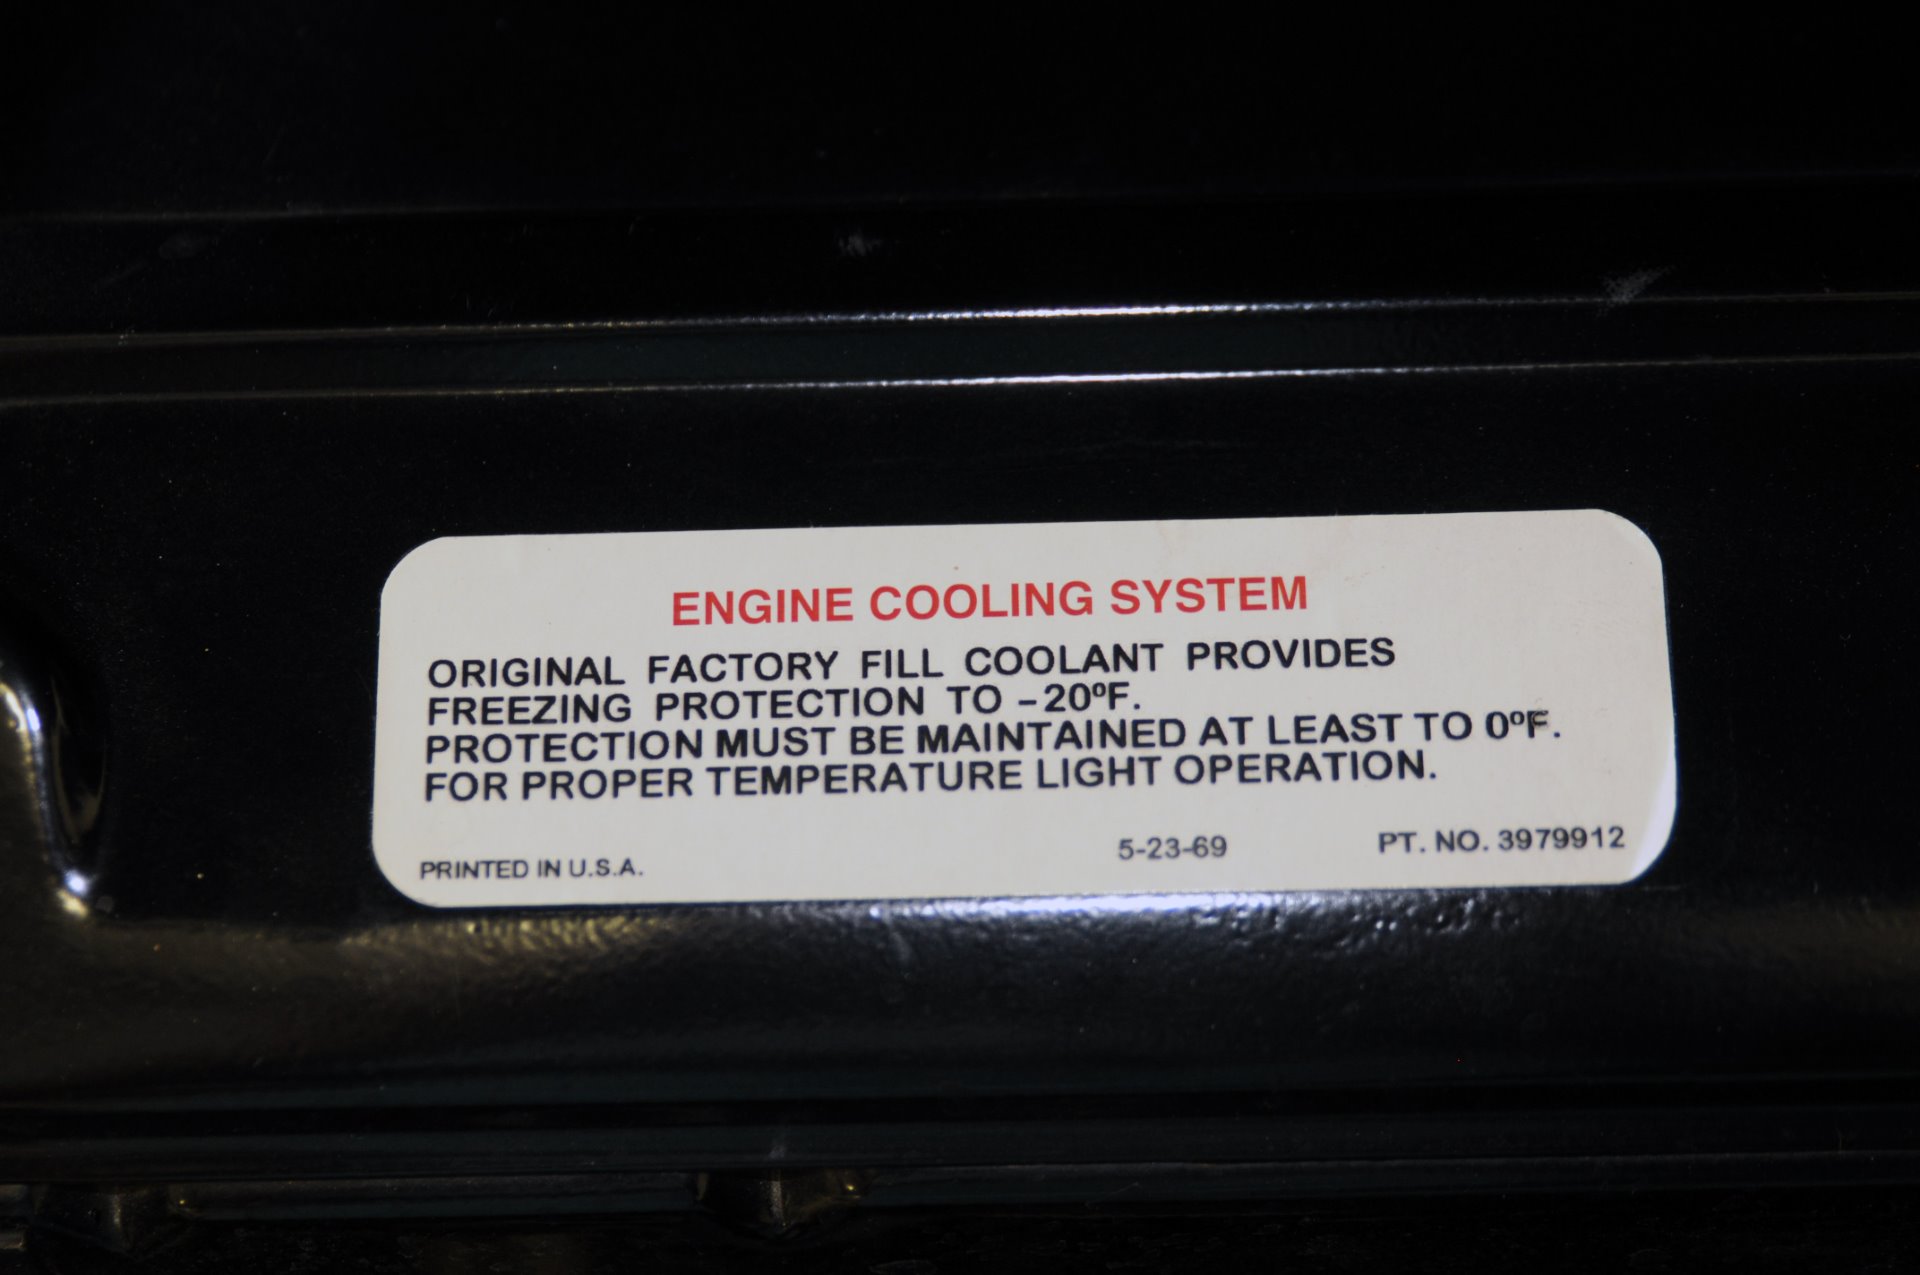 ENGINE COOLING SYSTEM
ORIGINAL FACTORY FILL COOLANT PROVIDES
FREEZING PROTECTION TO -20ºF.
PROTECTION MUST BE MAINTAINED AT LEAST TO 0ºF.
FOR PROPER TEMPERATURE LIGHT OPERATION.
PRINTED IN U.S.A. 5-23-69 PT. NO. 3979912